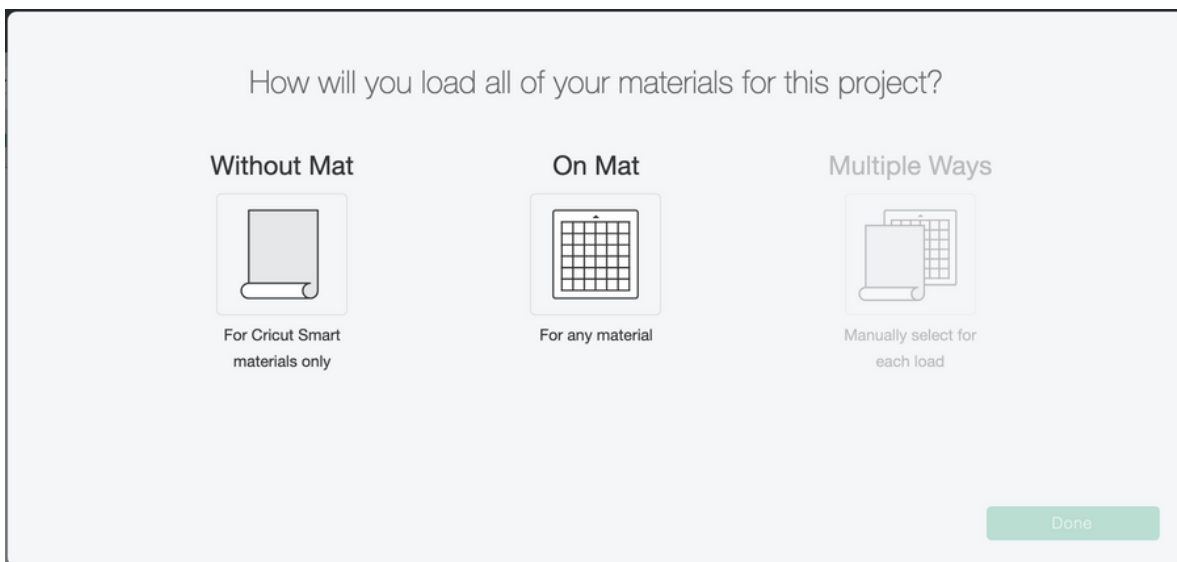 How will you load all of your materials for this project?
Without Mat
For Cricut Smart
materials only
On Mat
For any material
Multiple Ways
Manually select for
each load
Done